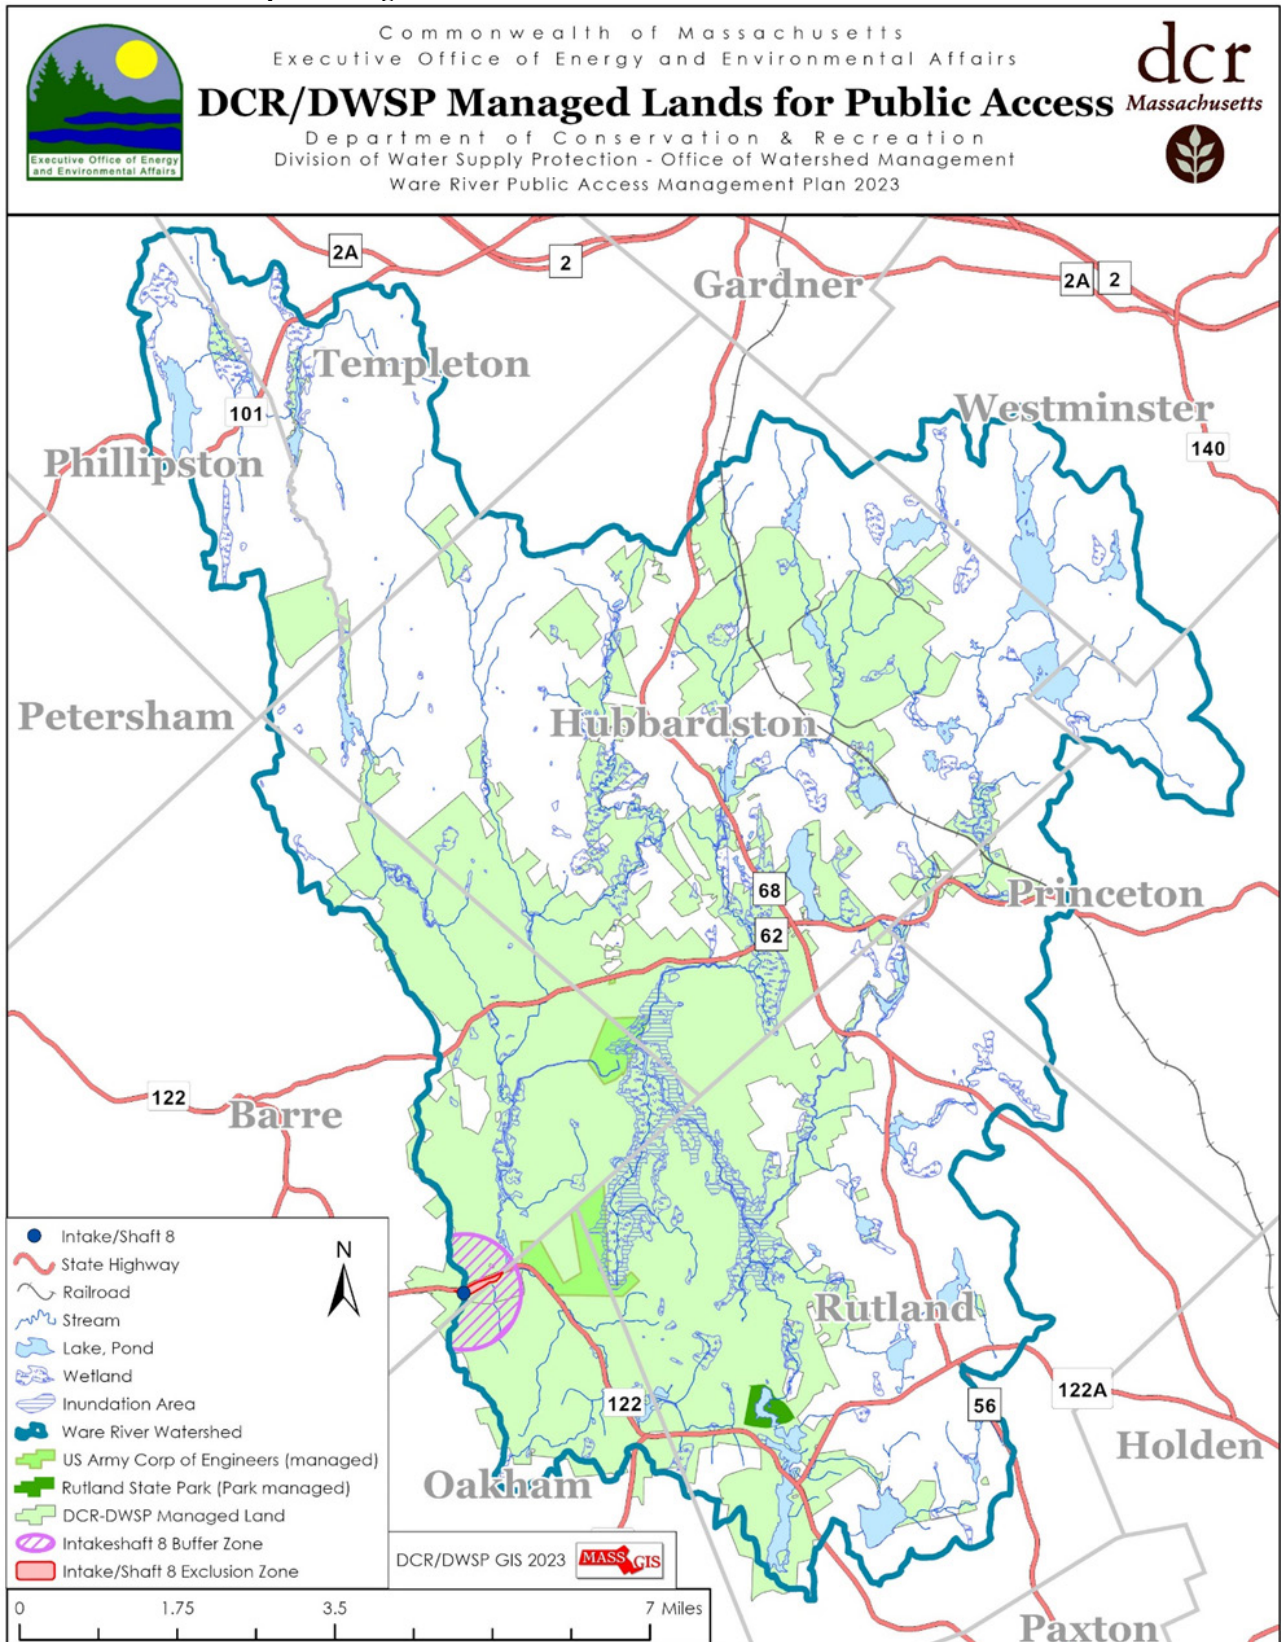 Commonwealth of Massachusetts
Executive Office of Energy and Environmental Affairs
DCR/DWSP Managed Lands for Public Access
Department of Conservation & Recreation
Division of Water Supply Protection - Office of Watershed Management
Ware River Public Access Management Plan 2023
Executive Office of Energy
and Environmental Affairs
dcr
Massachusetts
2A
2
Gardner
2A
2
Templeton
101
Westminster
140
Phillipston
Petersham
Hubbardston
68
Princeton
62
122
Barre
Rutland
122
56
122A
Holden
Oakham
Paxton
Intake/Shaft 8
State Highway
Railroad
Stream
Lake, Pond
Wetland
Inundation Area
Ware River Watershed
US Army Corp of Engineers (managed)
Rutland State Park (Park managed)
DCR-DWSP Managed Land
Intakeshaft 8 Buffer Zone
Intake/Shaft 8 Exclusion Zone
N
DCR/DWSP GIS 2023
MASS GIS
0 1.75 3.5 7 Miles